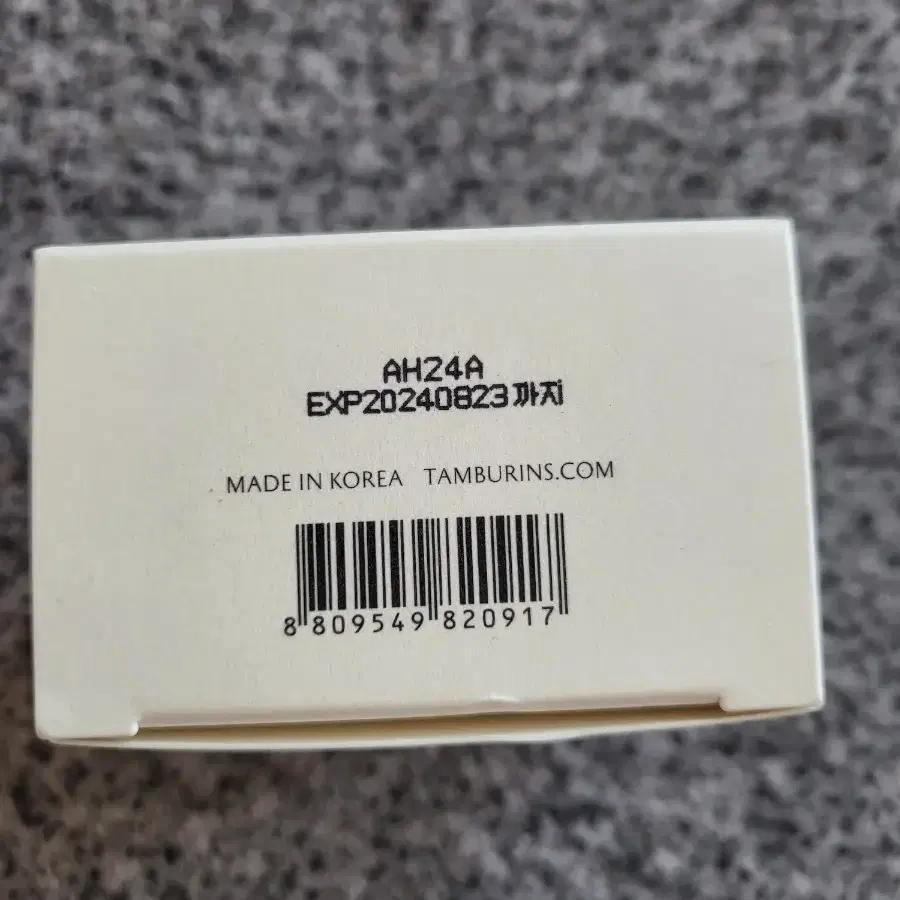 AH24A
EXP20240823까지
MADE IN KOREA TAMBURINS.COM
8 809549 820917